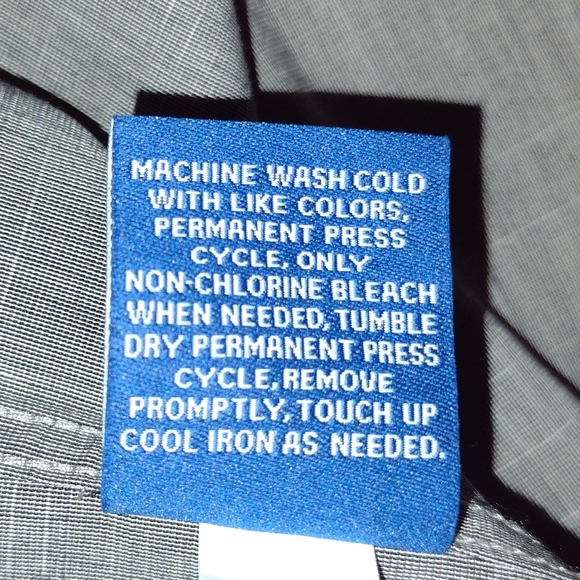 MACHINE WASH COLD
WITH LIKE COLORS,
PERMANENT PRESS
CYCLE. ONLY
NON-CHLORINE BLEACH
WHEN NEEDED, TUMBLE
DRY PERMANENT PRESS
CYCLE, REMOVE
PROMPTLY, TOUCH UP
COOL IRON AS NEEDED.